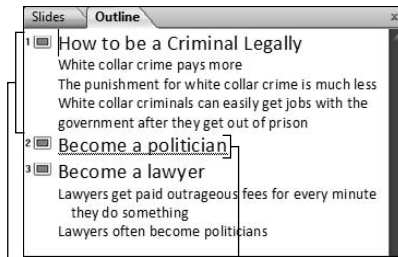 Slides Outline x
1 How to be a Criminal Legally
White collar crime pays more
The punishment for white collar crime is much less
White collar criminals can easily get jobs with the
government after they get out of prison
2 Become a politician
3 Become a lawyer
Lawyers get paid outrageous fees for every minute
they do something
Lawyers often become politicians